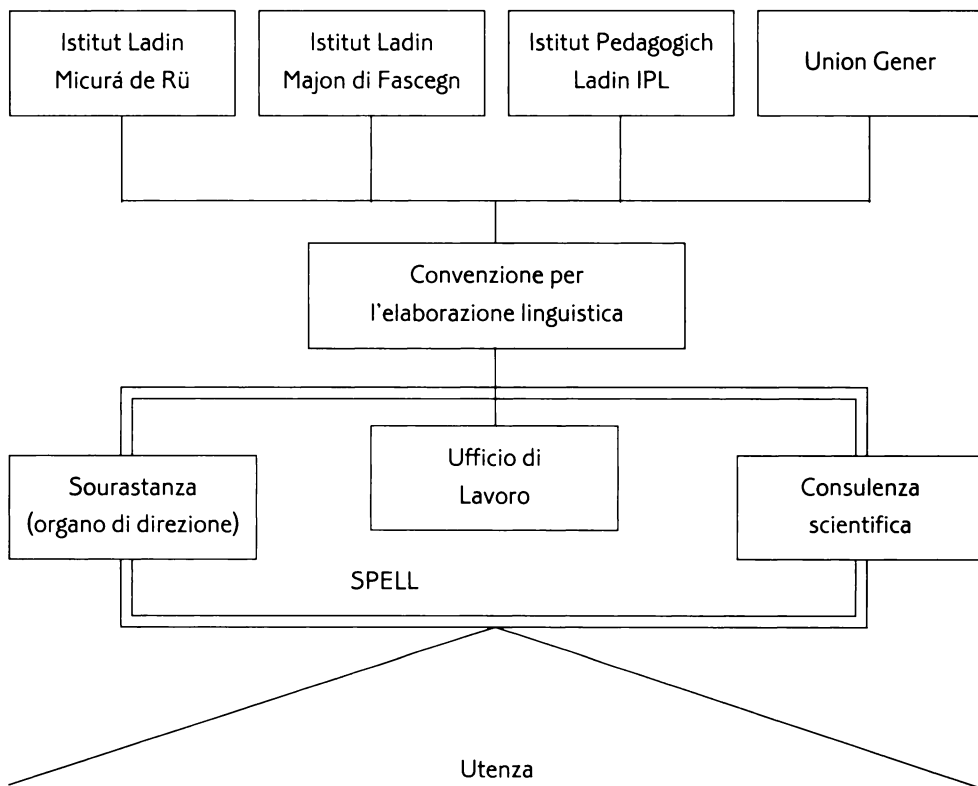 Istitut Ladin
Micurá de Rü
Istitut Ladin
Majon di Fascegn
Istitut Pedagogich
Ladin IPL
Union Gener
Convenzione per
l'elaborazione linguistica
Ufficio di
Lavoro
Sourastanza
(organo di direzione)
Consulenza
scientifica
SPELL
Utenza